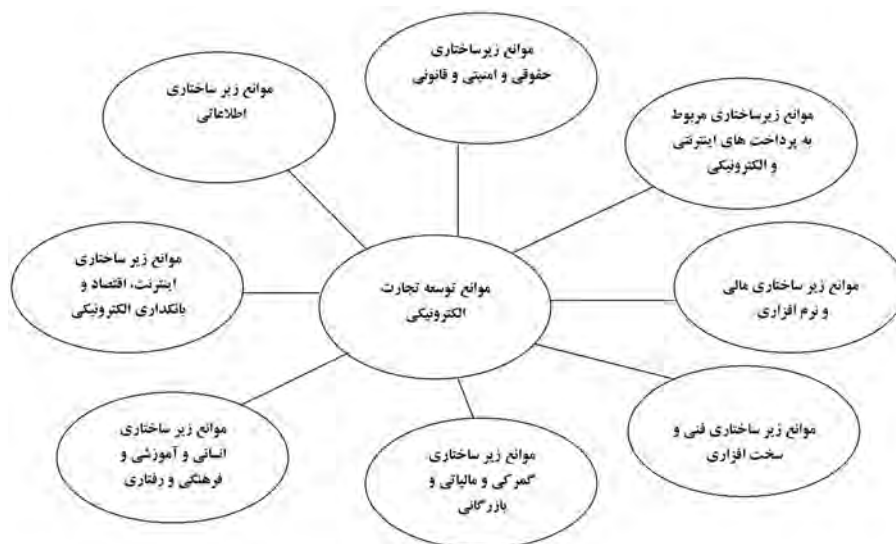 موانع زیرساختاری
حقوقی و امنیتی و قانونی
موانع زیرساختاری مربوط
به پرداخت های اینترنتی
و الکترونیکی
موانع زیر ساختاری مالی
و نرم افزاری
موانع زیر ساختاری فنی و
سخت افزاری
موانع زیر ساختاری
گمرکی و مالیاتی و
بازرگانی
موانع زیر ساختاری
انسانی و آموزشی و
فرهنگی و رفتاری
موانع زیر ساختاری
اینترنت، اقتصاد و
بانکداری الکترونیکی
موانع زیر ساختاری
اطلاعاتی
موانع توسعه تجارت
الکترونیکی